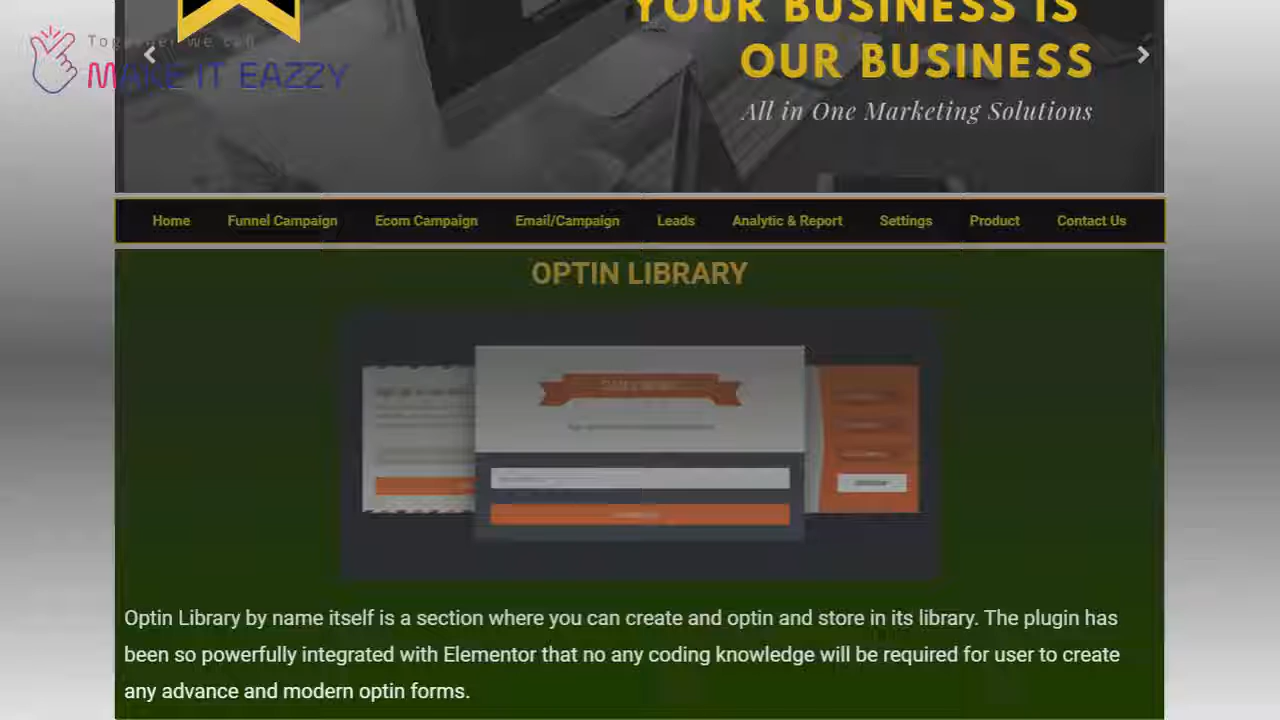 YOUR BUSINESS IS
OUR BUSINESS
All in One Marketing Solutions
Together we can
MAKE IT EAZZY
Home Funnel Campaign Ecom Campaign Email/Campaign Leads Analytic & Report Settings Product Contact Us
OPTIN LIBRARY
Optin Library by name itself is a section where you can create and optin and store in its library. The plugin has
been so powerfully integrated with Elementor that no any coding knowledge will be required for user to create
any advance and modern optin forms.